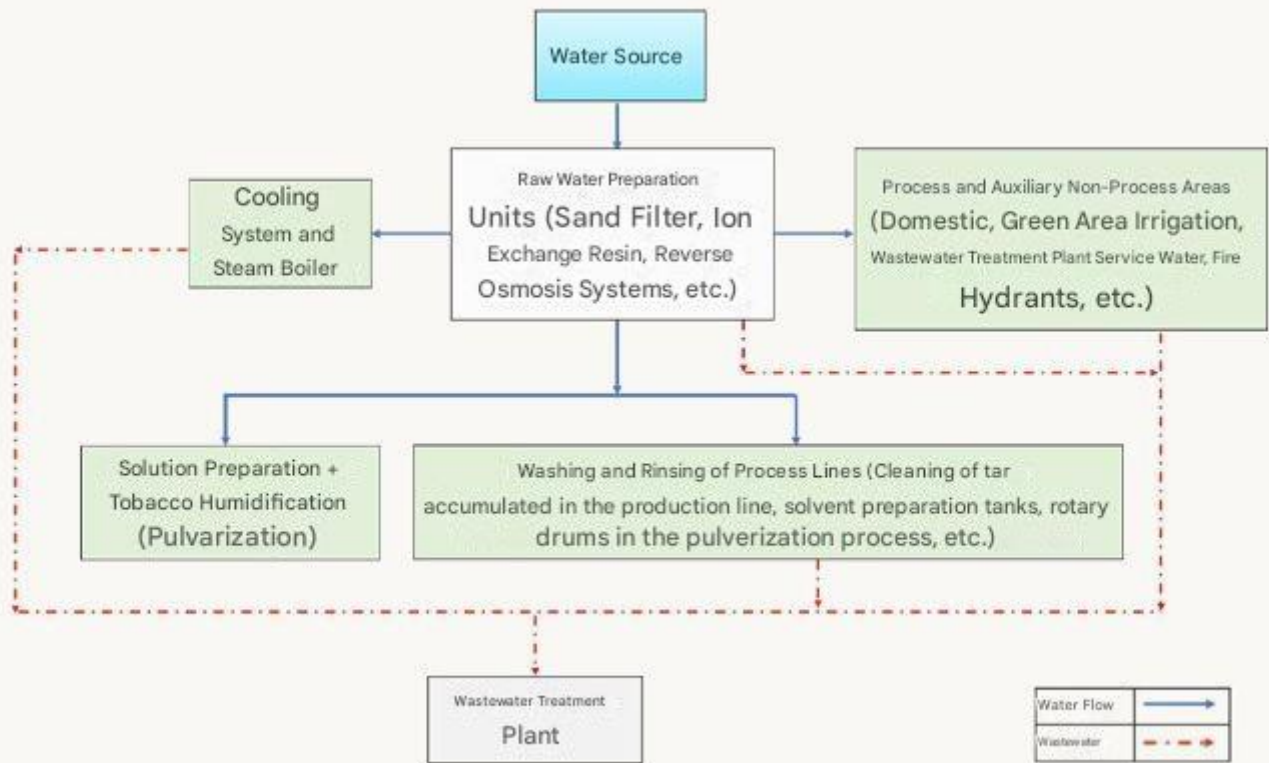 Water Source
Cooling
System and
Steam Boiler
Raw Water Preparation
Units (Sand Filter, Ion
Exchange Resin, Reverse
Osmosis Systems, etc.)
Process and Auxiliary Non-Process Areas
(Domestic, Green Area Irrigation,
Wastewater Treatment Plant Service Water, Fire
Hydrants, etc.)
Solution Preparation +
Tobacco Humidification
(Pulvarization)
Washing and Rinsing of Process Lines (Cleaning of tar
accumulated in the production line, solvent preparation tanks, rotary
drums in the pulverization process, etc.)
Wastewater Treatment
Plant
Water Flow
Wastewater